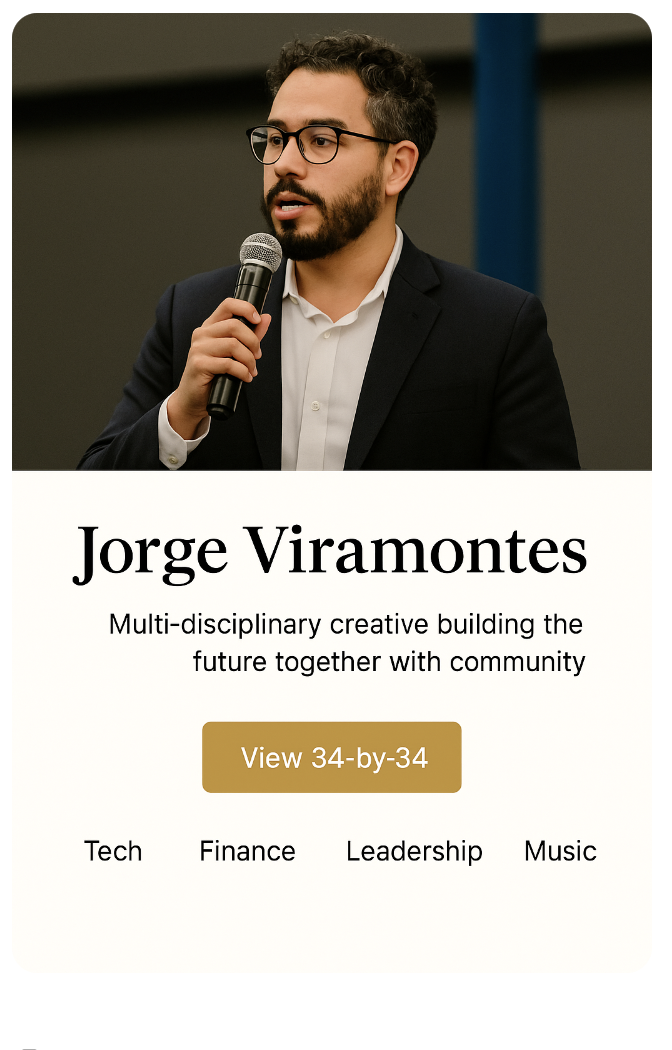 Jorge Viramontes
Multi-disciplinary creative building the
future together with community
View 34-by-34
Tech Finance Leadership Music